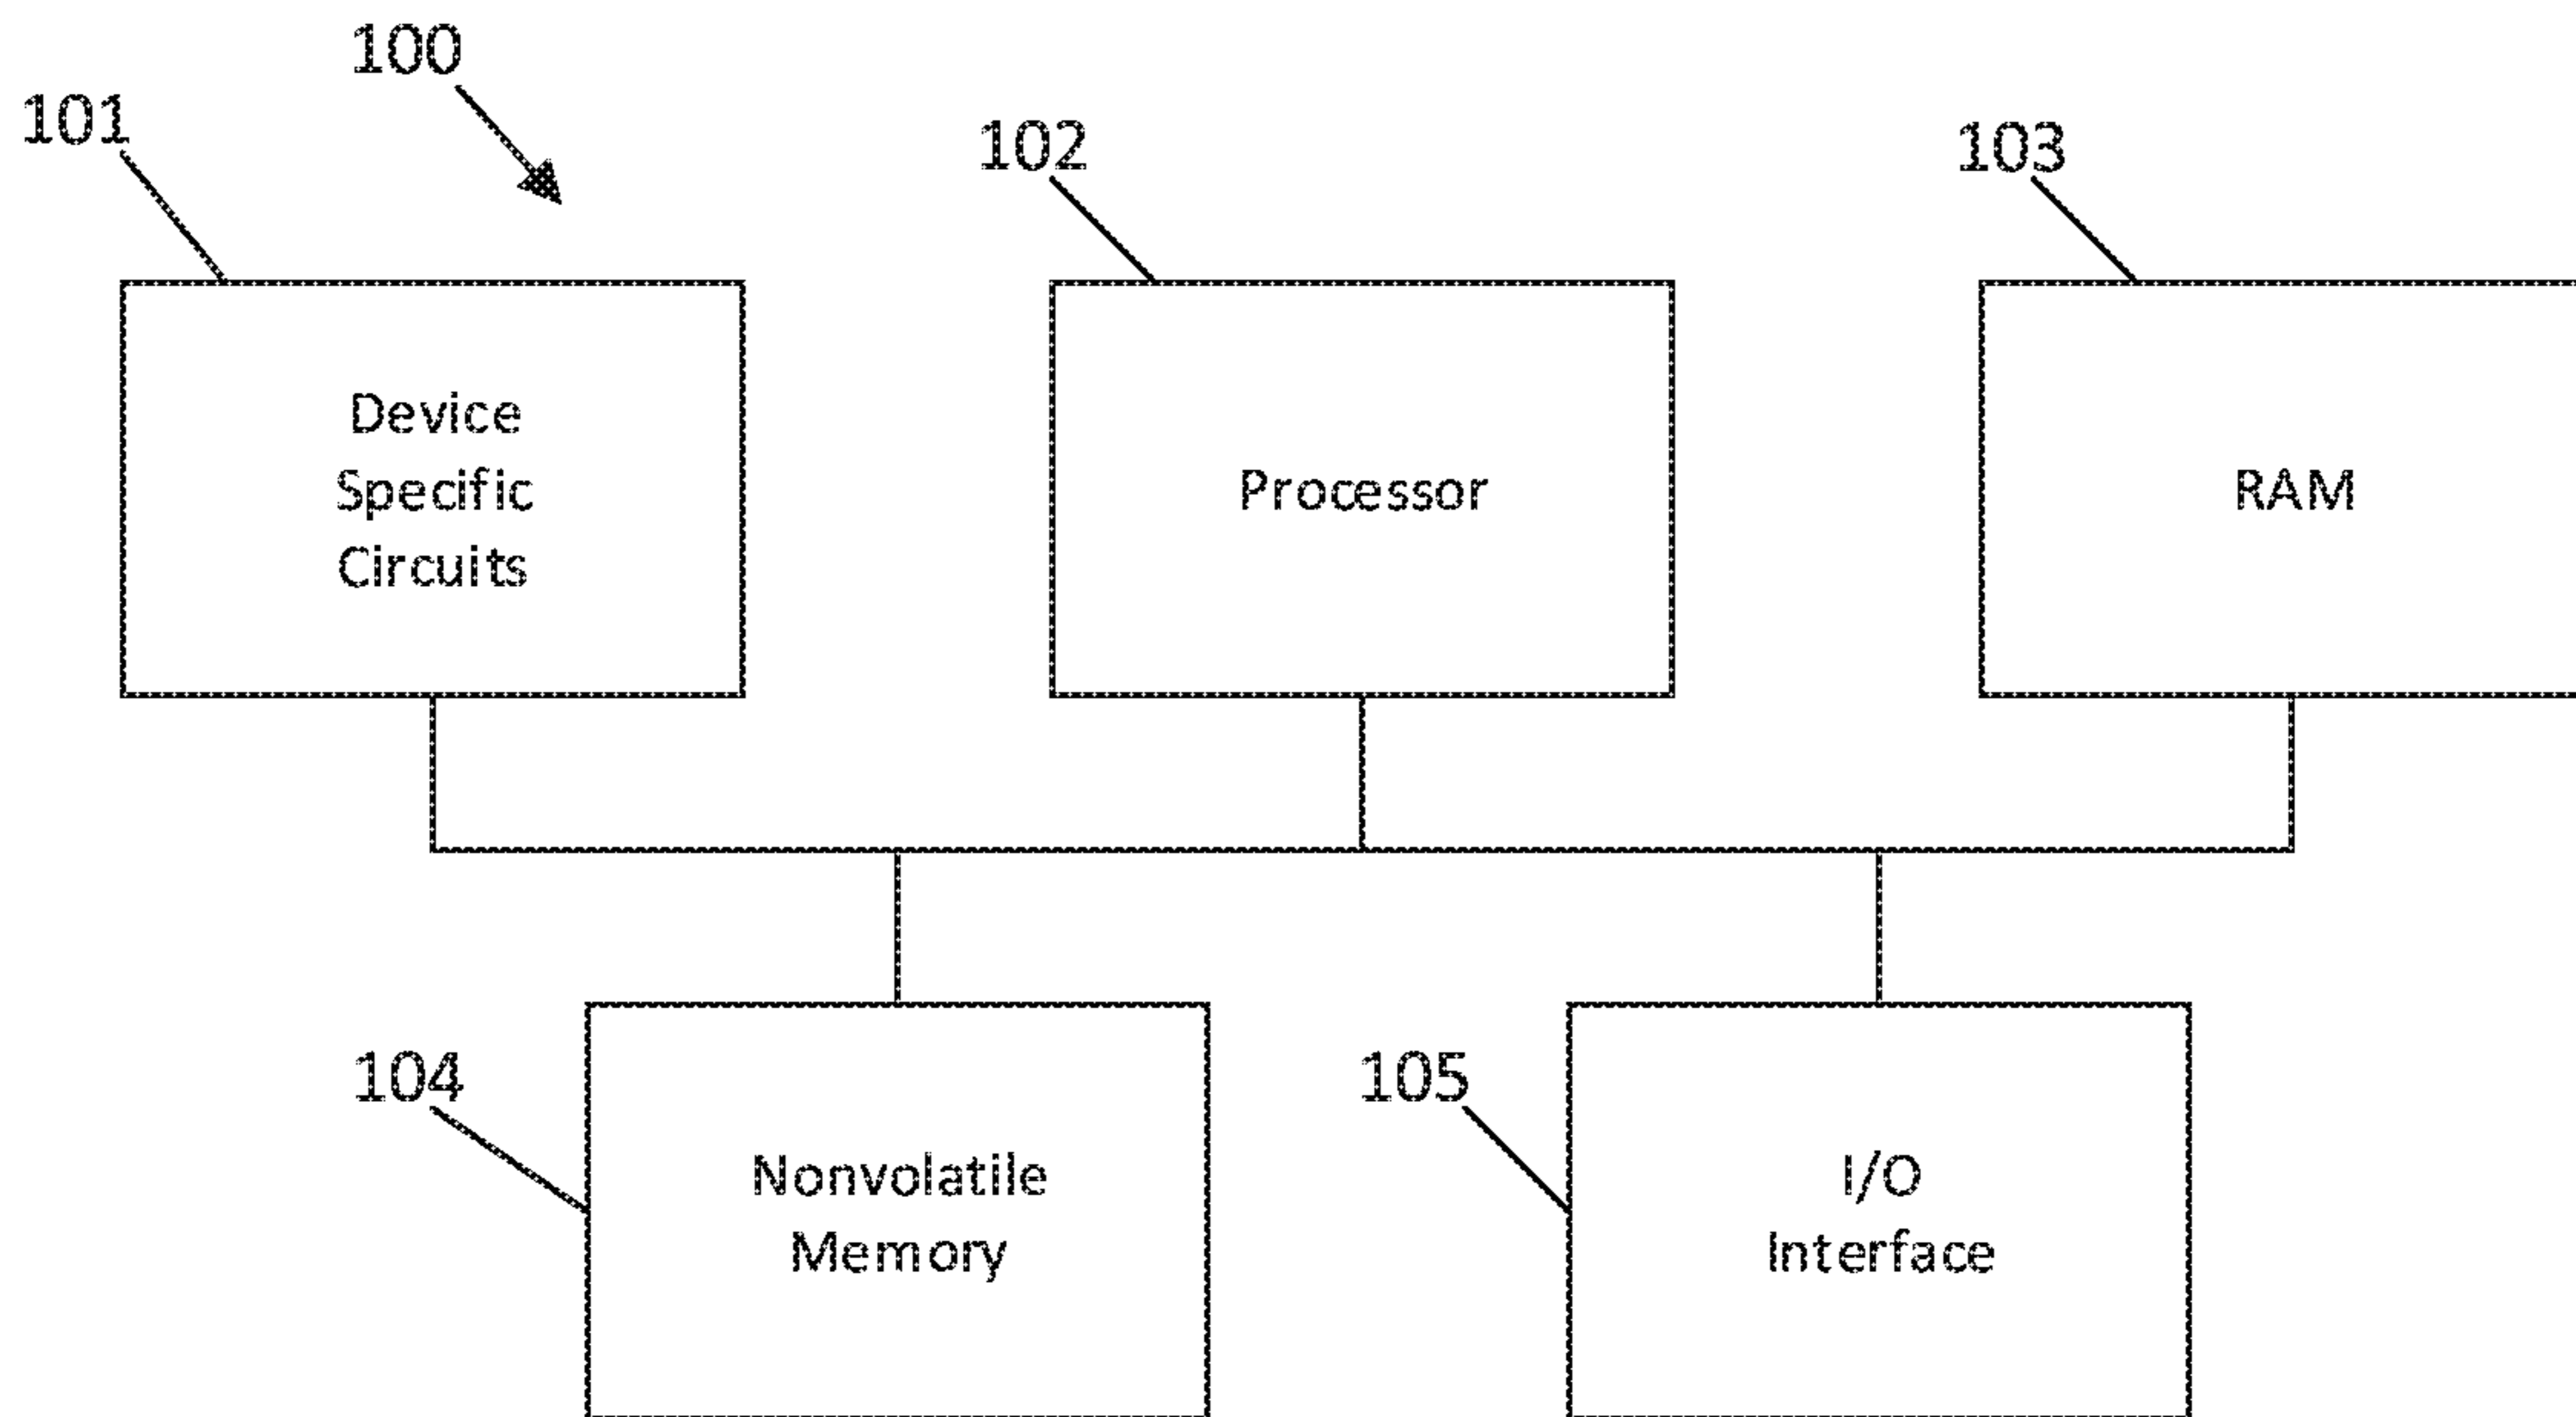 100
101
102
103
Device
Specific
Circuits
Processor
RAM
104
105
Nonvolatile
Memory
I/O
Interface